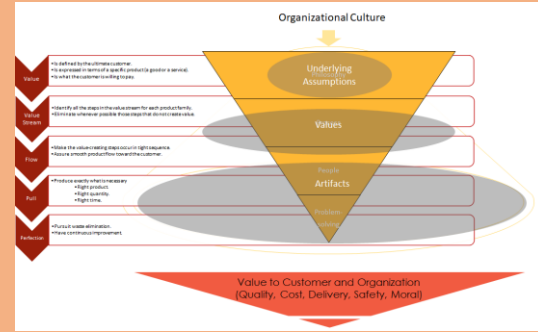 Organizational Culture
Value
•Is defined by the ultimate customer.
•Is expressed in terms of a specific product (a good or a service).
•Is what the customer is willing to pay.
Underlying
Assumptions
Value
Stream
•Identify all the steps in the value stream for each product family.
•Eliminate whenever possible those steps that do not create value.
Values
Flow
•Make the value-creating steps occur in tight sequence.
•Assure smooth product flow toward the customer.
People
Artifacts
Pull
•Produce exactly what is necessary
•Right product.
•Right quantity.
•Right time.
Problem
Solving
Perfection
•Pursuit waste elimination.
•Have continuous improvement.
Value to Customer and Organization
(Quality, Cost, Delivery, Safety, Moral)